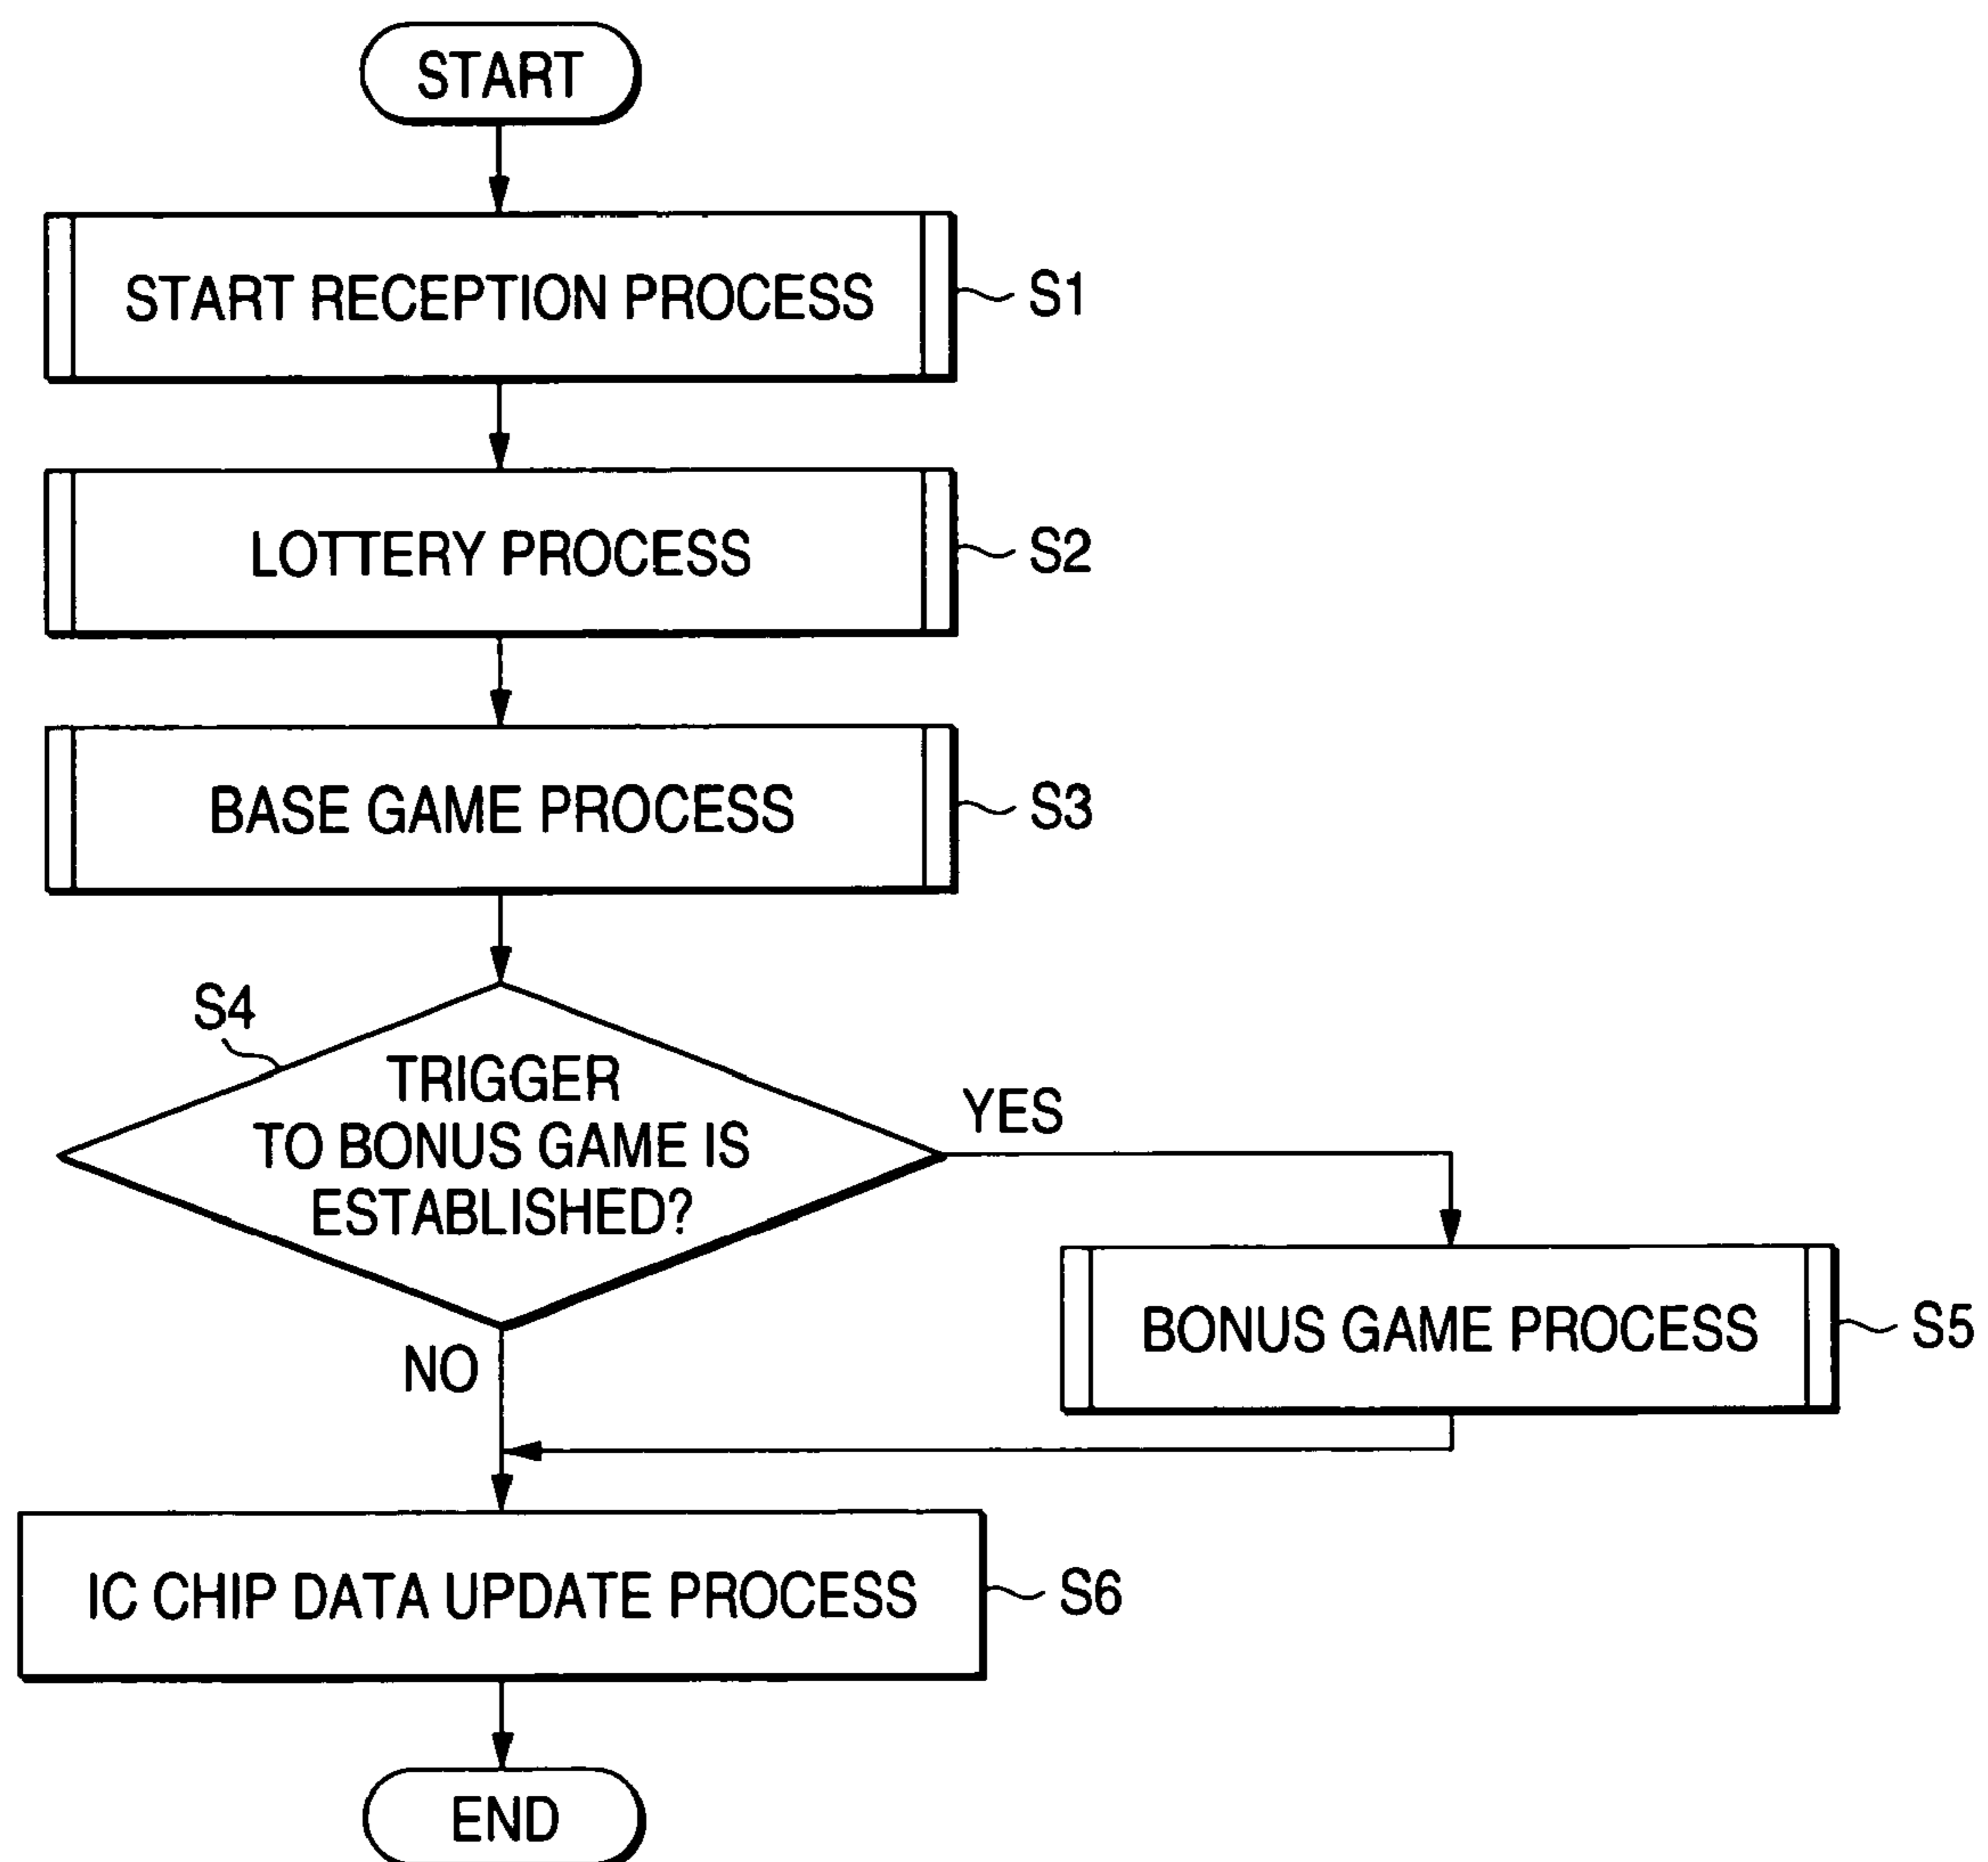 START
START RECEPTION PROCESS
S1
LOTTERY PROCESS
S2
BASE GAME PROCESS
S3
S4
TRIGGER
TO BONUS GAME IS
ESTABLISHED?
YES
NO
BONUS GAME PROCESS
S5
IC CHIP DATA UPDATE PROCESS
S6
END